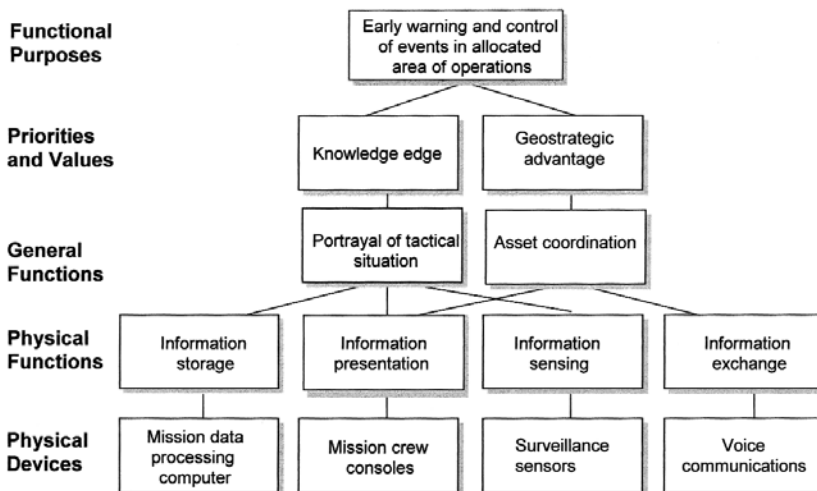 Functional
Purposes
Early warning and control
of events in allocated
area of operations
Priorities
and Values
Knowledge edge
Geostrategic
advantage
General
Functions
Portrayal of tactical
situation
Asset coordination
Physical
Functions
Information
storage
Information
presentation
Information
sensing
Information
exchange
Physical
Devices
Mission data
processing
computer
Mission crew
consoles
Surveillance
sensors
Voice
communications